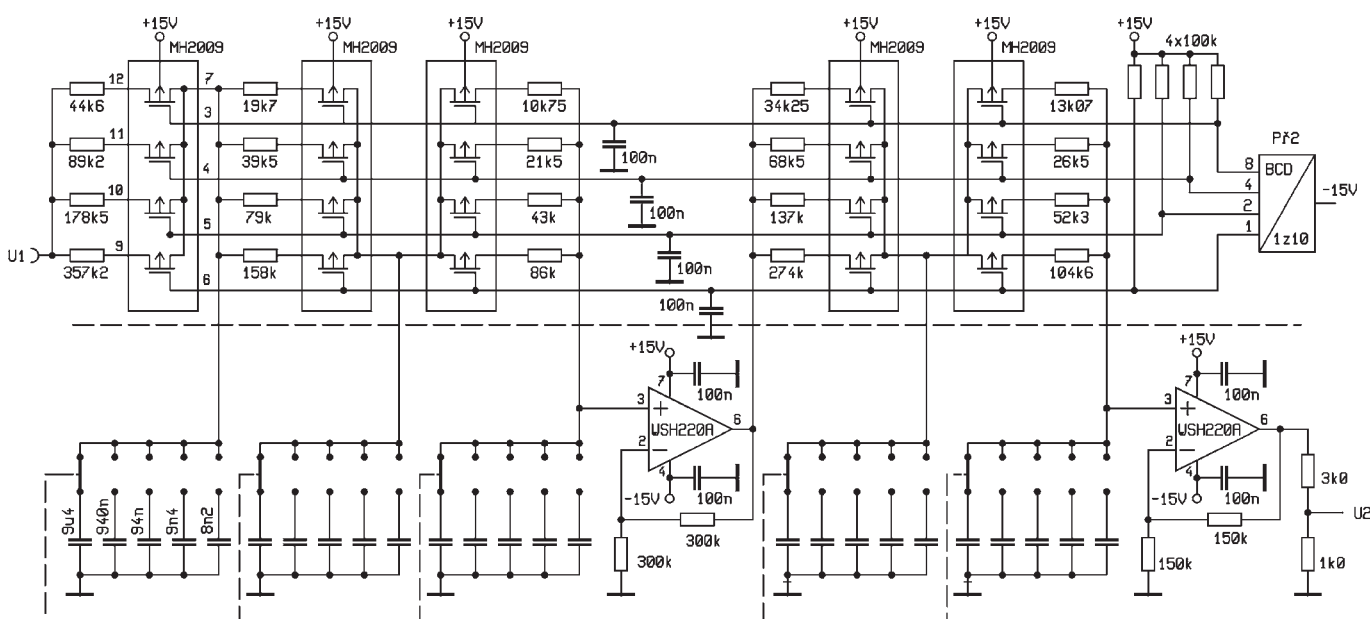 +15V +15V +15V +15V +15V +15V
MH2009 MH2009 MH2009 MH2009 MH2009 4x100k
12 7
44k6 19k7 10k75 34k25 13k07
3
11
89k2 39k5 21k5 68k5 26k5
100n
4
Př2
8 BCD
4
-15V
10
178k5 79k 43k 137k 52k3
100n
2
5
1
1z10
U1 9
357k2 158k 86k 274k 104k6
100n
6
100n
+15V +15V
7 7
100n 100n
3 + WSH220A 6 3 + WSH220A 6
2 - 2 -
4 4
100n 100n
-15V -15V
3k0
9u4 940n 94n 9n4 8n2
300k 150k
U2
300k 150k 1k0